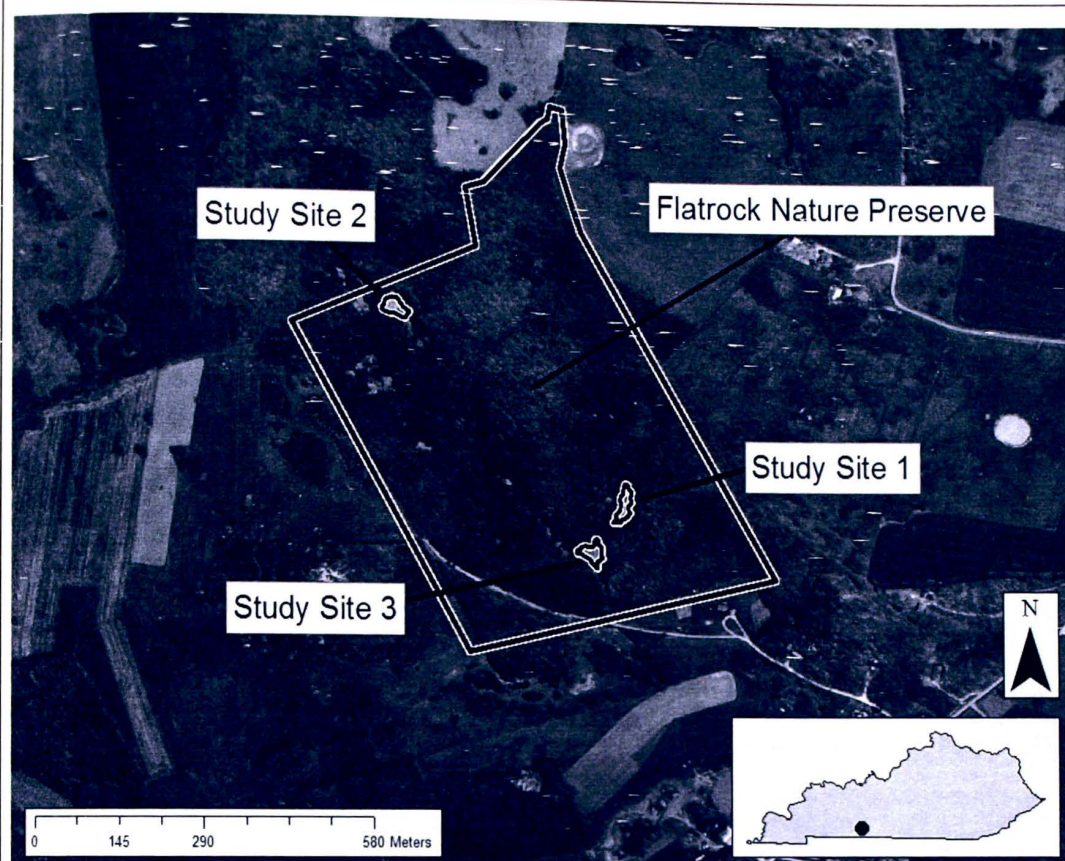 Study Site 2
Flatrock Nature Preserve
Study Site 1
Study Site 3
N
0 145 290 580 Meters